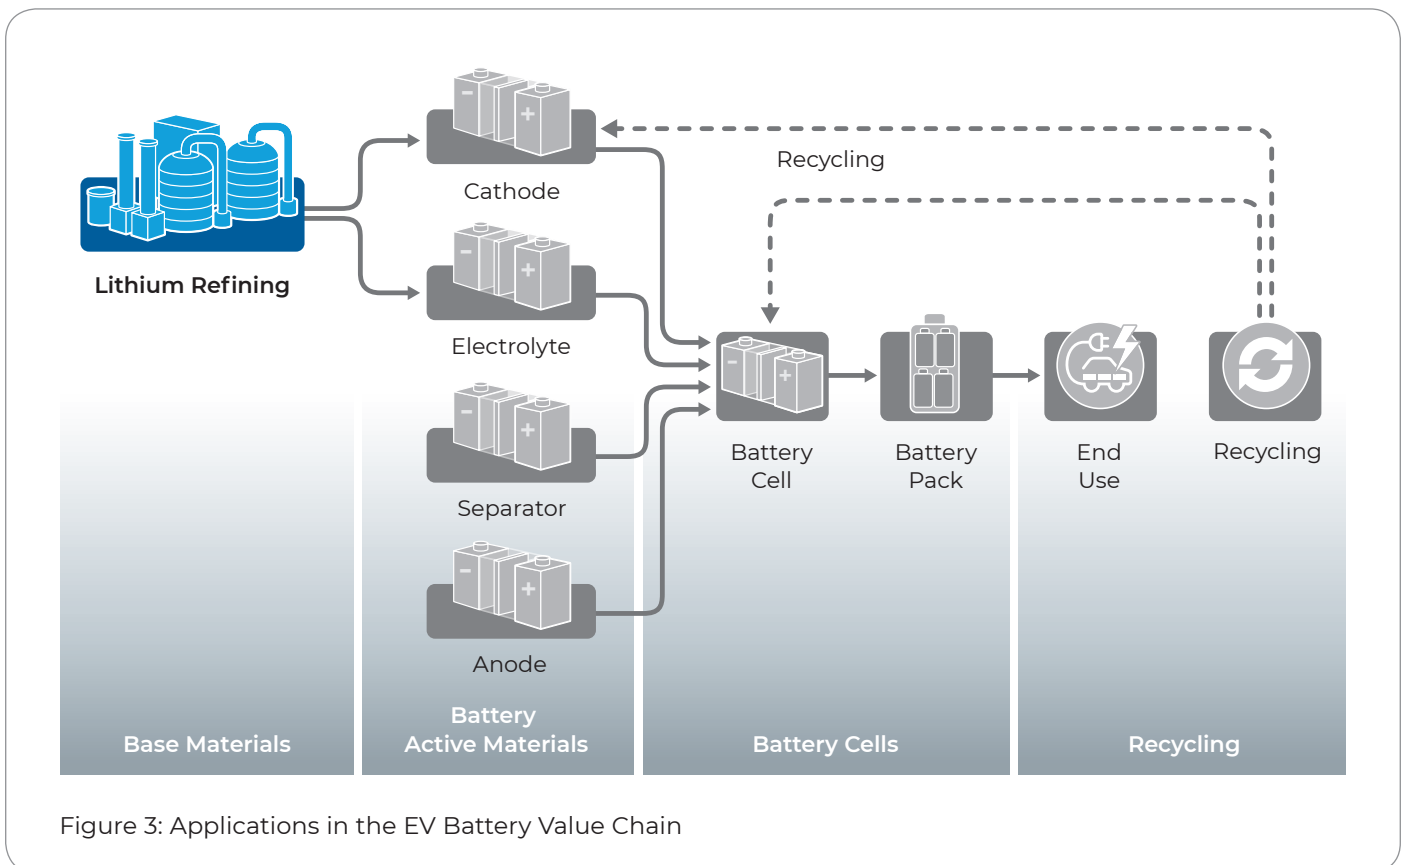 Recycling
Cathode
Lithium Refining
Electrolyte
Battery
Cell
Battery
Pack
End
Use
Recycling
Separator
Anode
Base Materials
Battery
Active Materials
Battery Cells
Recycling
Figure 3: Applications in the EV Battery Value Chain